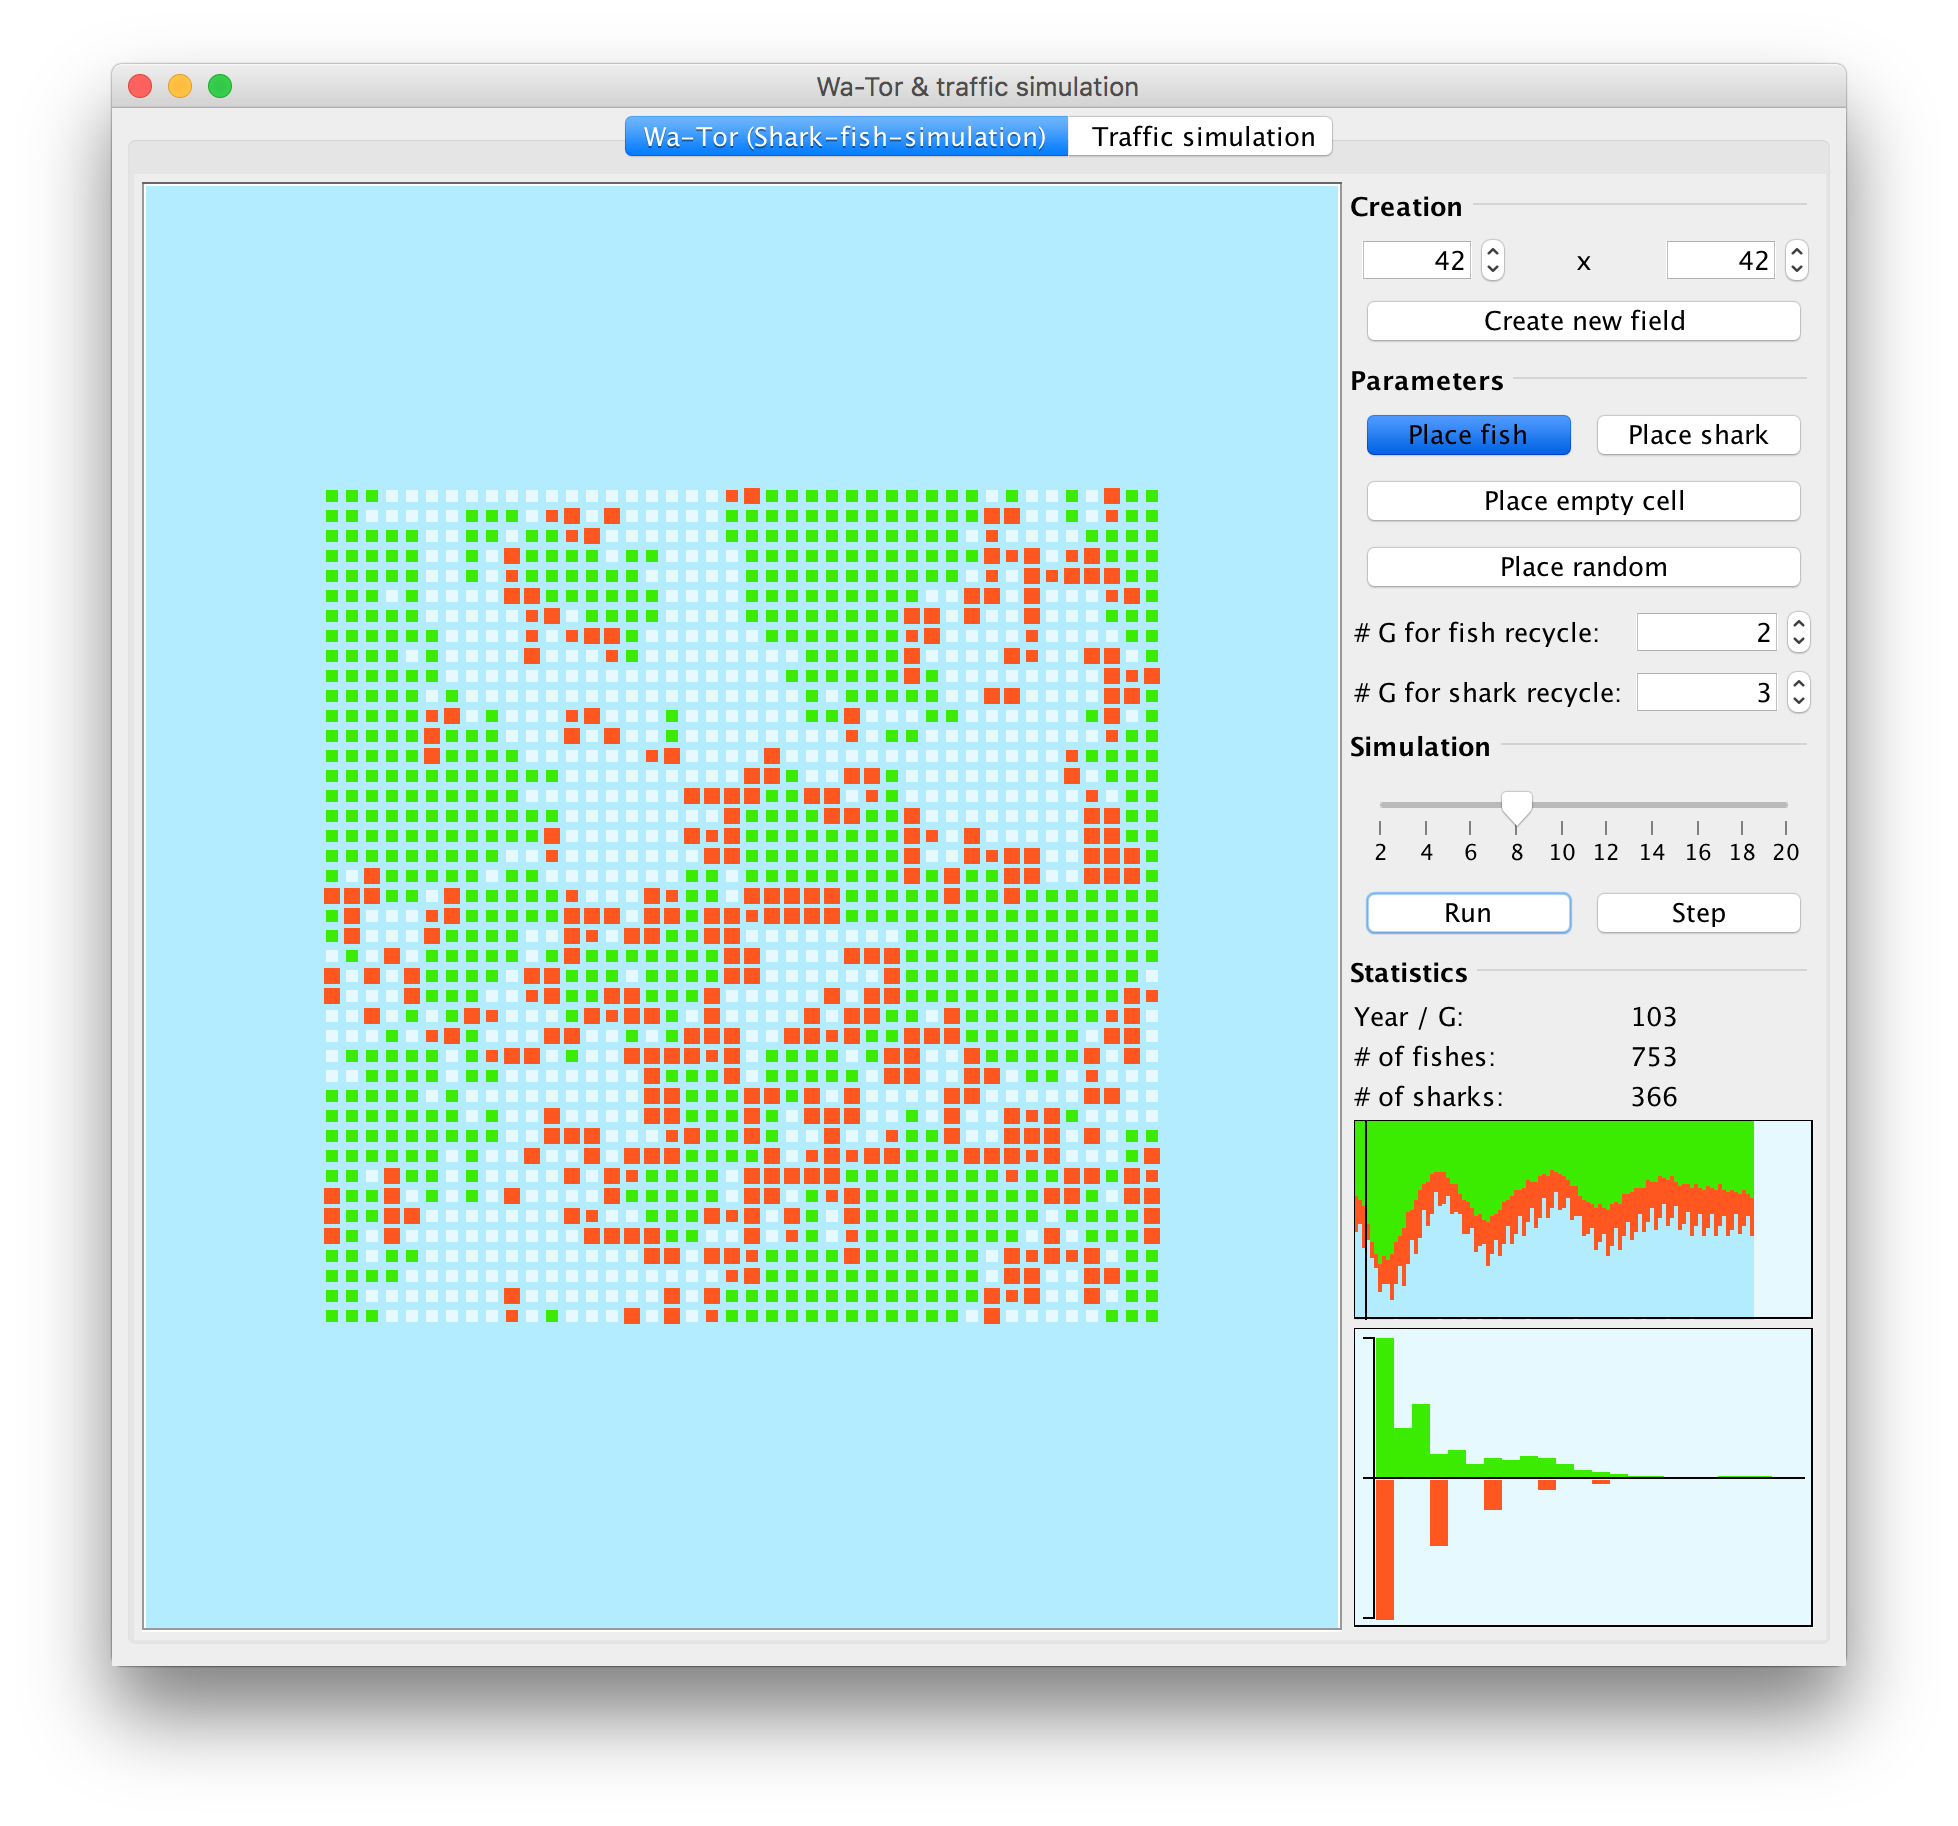 Wa-Tor & traffic simulation
Wa-Tor (Shark-fish-simulation) Traffic simulation
Creation
42 x 42
Create new field
Parameters
Place fish Place shark
Place empty cell
Place random
# G for fish recycle: 2
# G for shark recycle: 3
Simulation
2 4 6 8 10 12 14 16 18 20
Run Step
Statistics
Year / G: 103
# of fishes: 753
# of sharks: 366